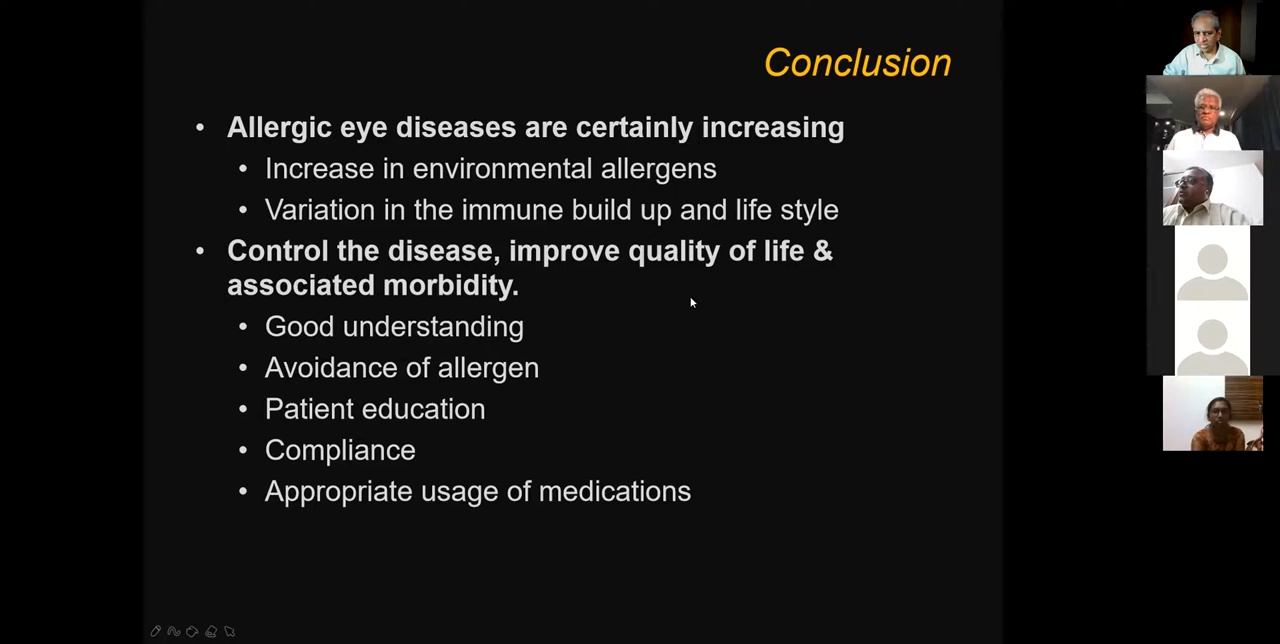 Conclusion
• Allergic eye diseases are certainly increasing
• Increase in environmental allergens
• Variation in the immune build up and life style
• Control the disease, improve quality of life &
associated morbidity.
• Good understanding
• Avoidance of allergen
• Patient education
• Compliance
• Appropriate usage of medications